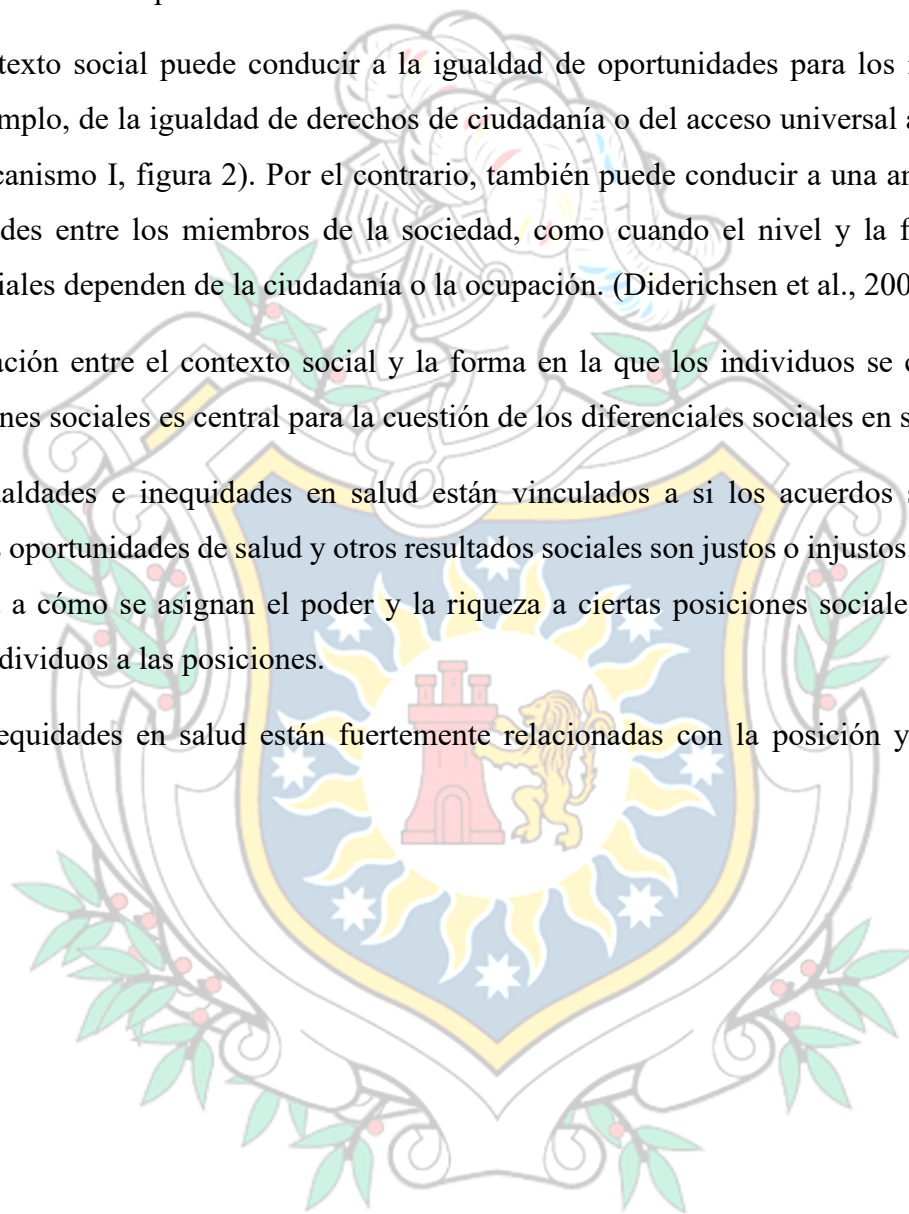 texto social puede conducir a la igualdad de oportunidades para los
mplo, de la igualdad de derechos de ciudadanía o del acceso universal a
canismo I, figura 2). Por el contrario, también puede conducir a una
des entre los miembros de la sociedad, como cuando el nivel y la f
iales dependen de la ciudadanía o la ocupación. (Diderichsen et al., 200
ación entre el contexto social y la forma en la que los individuos se
nes sociales es central para la cuestión de los diferenciales sociales en s
ualdades e inequidades en salud están vinculados a si los acuerdos s
s oportunidades de salud y otros resultados sociales son justos o injustos
a cómo se asignan el poder y la riqueza a ciertas posiciones sociale
dividuos a las posiciones.
equidades en salud están fuertemente relacionadas con la posición y